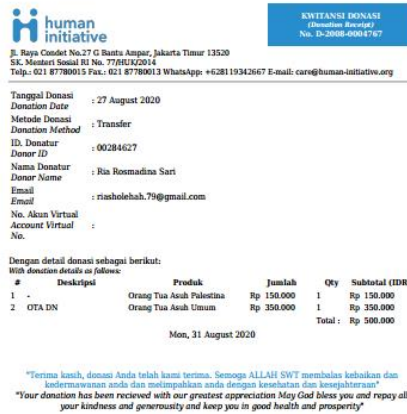 human
initiative
KWITANSI DONASI
(Donation Receipt)
No. D-2008-0004767
Jl. Raya Condet No.27 G Bantu Ampar, Jakarta Timur 13520
SK. Menteri Sosial RI No. 77/HUK/2014
Telp.: 021 87780015 Fax.: 021 87780013 WhatsApp: +628119342667 E-mail: care@human-initiative.org
Tanggal Donasi
Donation Date : 27 August 2020
Metode Donasi
Donation Method : Transfer
ID. Donatur
Donor ID : 00284627
Nama Donatur
Donor Name : Ria Rosmadina Sari
Email
Email : riasholehah.79@gmail.com
No. Akun Virtual
Account Virtual :
No.
Dengan detail donasi sebagai berikut:
With donation details as follows:
# Deskripsi Produk Jumlah Qty Subtotal (IDR
1 - Orang Tua Asuh Palestina Rp 150.000 1 Rp 150.000
2 OTA DN Orang Tua Asuh Umum Rp 350.000 1 Rp 350.000
Total : Rp 500.000
Mon, 31 August 2020
"Terima kasih, donasi Anda telah kami terima. Semoga ALLAH SWT membalas kebaikan dan
kedermawanan anda dan melimpahkan anda dengan kesehatan dan kesejahteraan"
"Your donation has been recieved with our greatest appreciation May God bless you and repay all
your kindness and generousity and keep you in good health and prosperity"